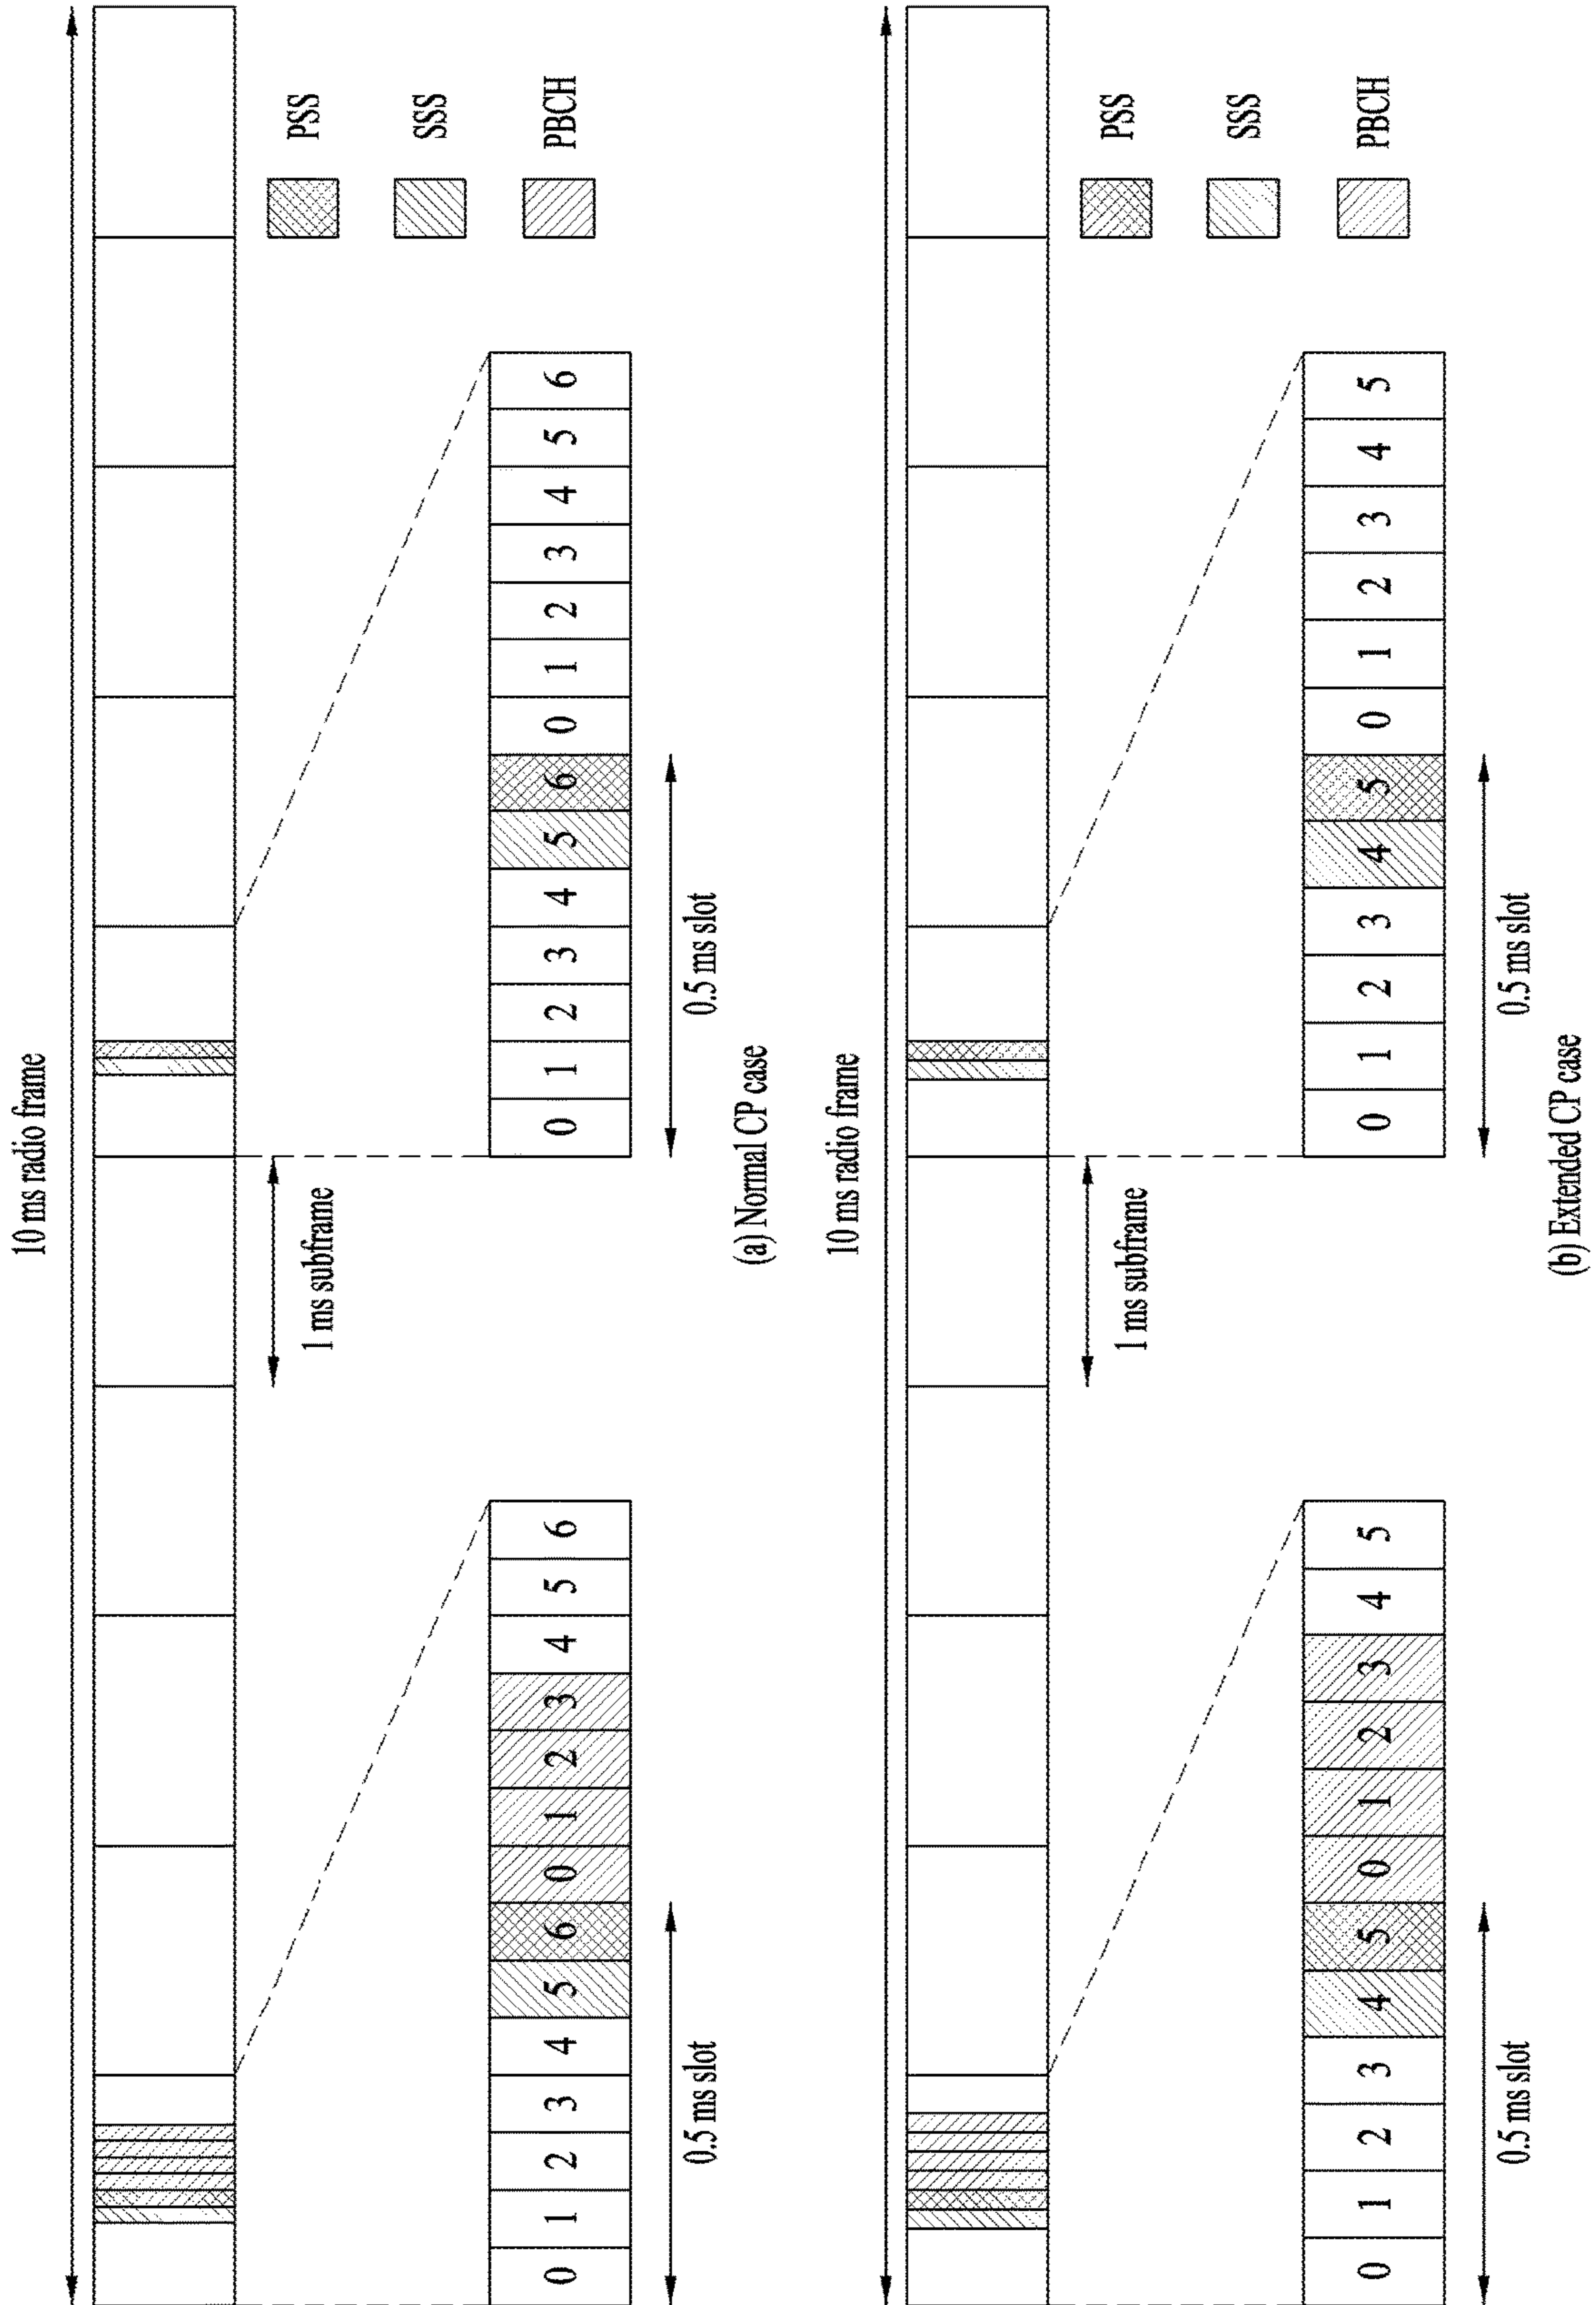 10 ms radio frame
PSS
SSS
PBCH
1 ms subframe
0 1 2 3 4 5 6 0 1 2 3 4 5 6
0 1 2 3 4 5 6 0 1 2 3 4 5 6
0.5 ms slot
0.5 ms slot
(a) Normal CP case
10 ms radio frame
PSS
SSS
PBCH
1 ms subframe
0 1 2 3 4 5 0 1 2 3 4 5
0 1 2 3 4 5 0 1 2 3 4 5
0.5 ms slot
0.5 ms slot
(b) Extended CP case